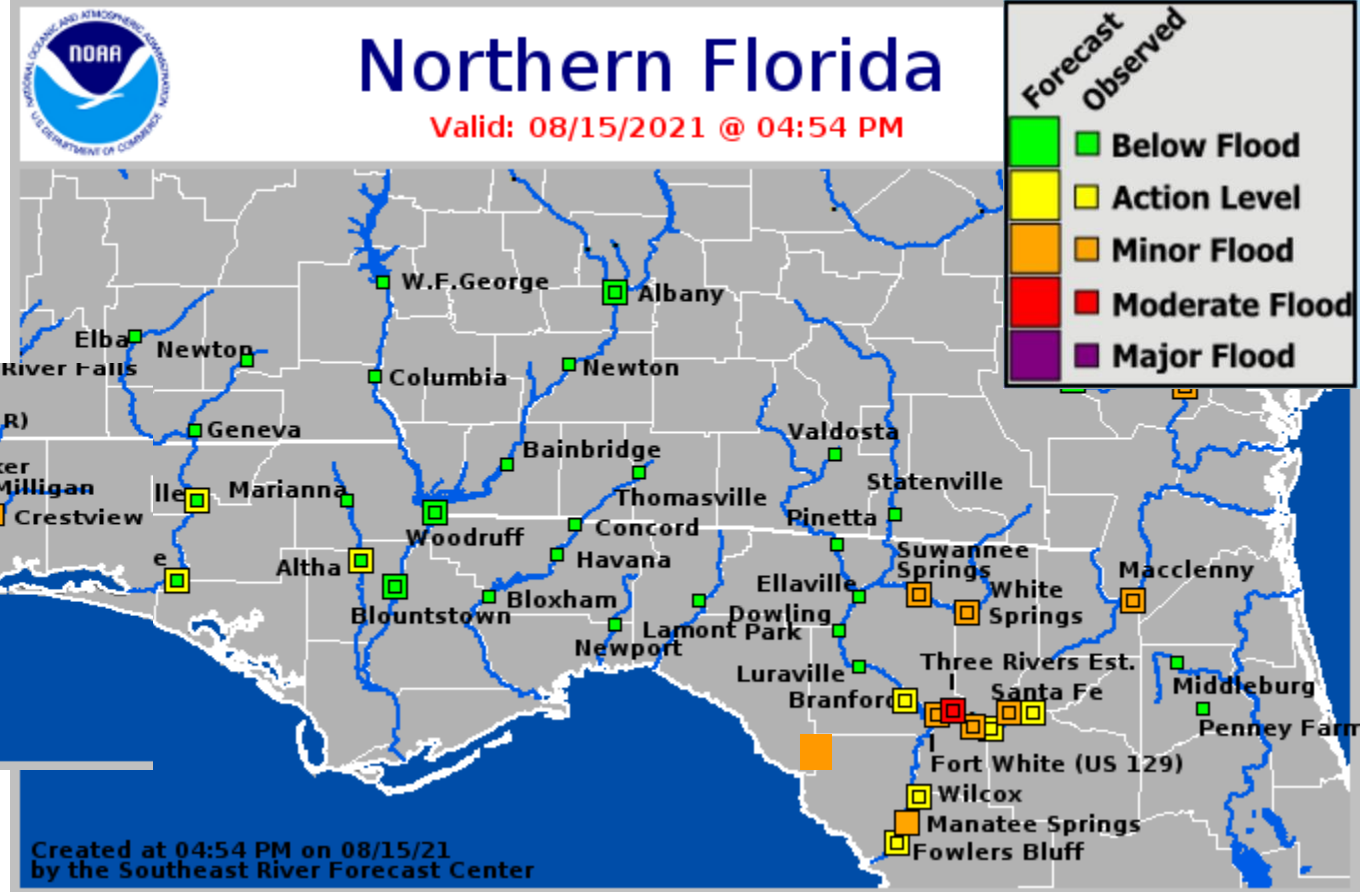 NATIONAL OCEANIC AND ATMOSPHERIC ADMINISTRATION
NOAA
U.S. DEPARTMENT OF COMMERCE
Northern Florida
Valid: 08/15/2021 @ 04:54 PM
Forecast
Observed
Below Flood
Action Level
Minor Flood
Moderate Flood
Major Flood
W.F.George
Albany
Elba
Newton
River Falls
Columbia
Newton
R)
Geneva
Valdosta
Bainbridge
ker
Milligan
lle
Marianna
Thomasville
Statenville
Crestview
Woodruff
Concord
Pinetta
e
Altha
Havana
Suwannee
Springs
Macclenny
Ellaville
White
Springs
Blountstown
Bloxham
Dowling
Park
Lamont
Newport
Three Rivers Est.
Luraville
Branford
Santa Fe
Middleburg
Penney Farm
Fort White (US 129)
Wilcox
Manatee Springs
Fowlers Bluff
Created at 04:54 PM on 08/15/21
by the Southeast River Forecast Center